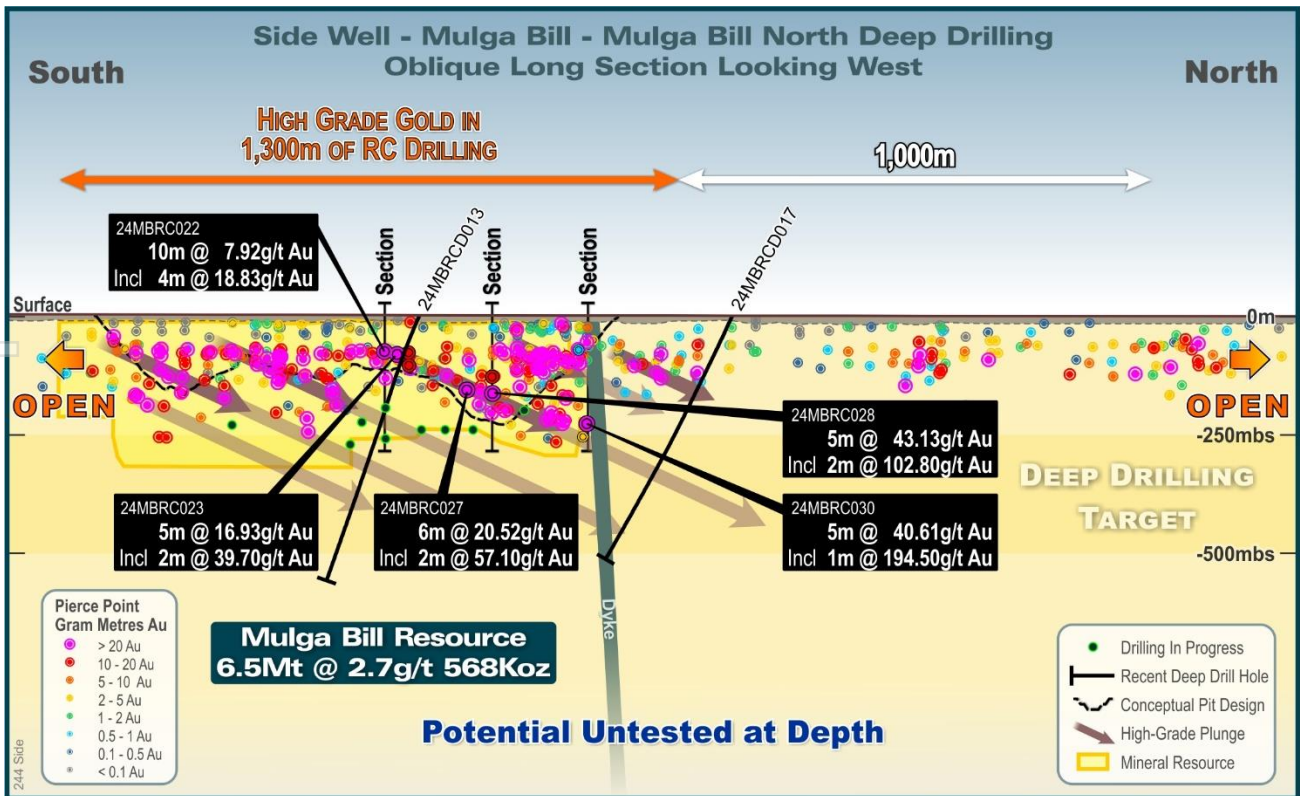 Side Well - Mulga Bill - Mulga Bill North Deep Drilling
Oblique Long Section Looking West
South
North
HIGH GRADE GOLD IN
1,300m OF RC DRILLING
1,000m
24MBRC022
10m @ 7.92g/t Au
Incl 4m @ 18.83g/t Au
Section
24MBRCD013
Section
Section
24MBRCD017
Surface
0m
OPEN
OPEN
-250mbs
24MBRC028
5m @ 43.13g/t Au
Incl 2m @ 102.80g/t Au
DEEP DRILLING
TARGET
24MBRC023
5m @ 16.93g/t Au
Incl 2m @ 39.70g/t Au
24MBRC027
6m @ 20.52g/t Au
Incl 2m @ 57.10g/t Au
24MBRC030
5m @ 40.61g/t Au
Incl 1m @ 194.50g/t Au
-500mbs
Dyke
Pierce Point
Gram Metres Au
> 20 Au
10 - 20 Au
5 - 10 Au
2 - 5 Au
1 - 2 Au
0.5 - 1 Au
0.1 - 0.5 Au
< 0.1 Au
Mulga Bill Resource
6.5Mt @ 2.7g/t 568Koz
Potential Untested at Depth
Drilling In Progress
Recent Deep Drill Hole
Conceptual Pit Design
High-Grade Plunge
Mineral Resource
244 Side